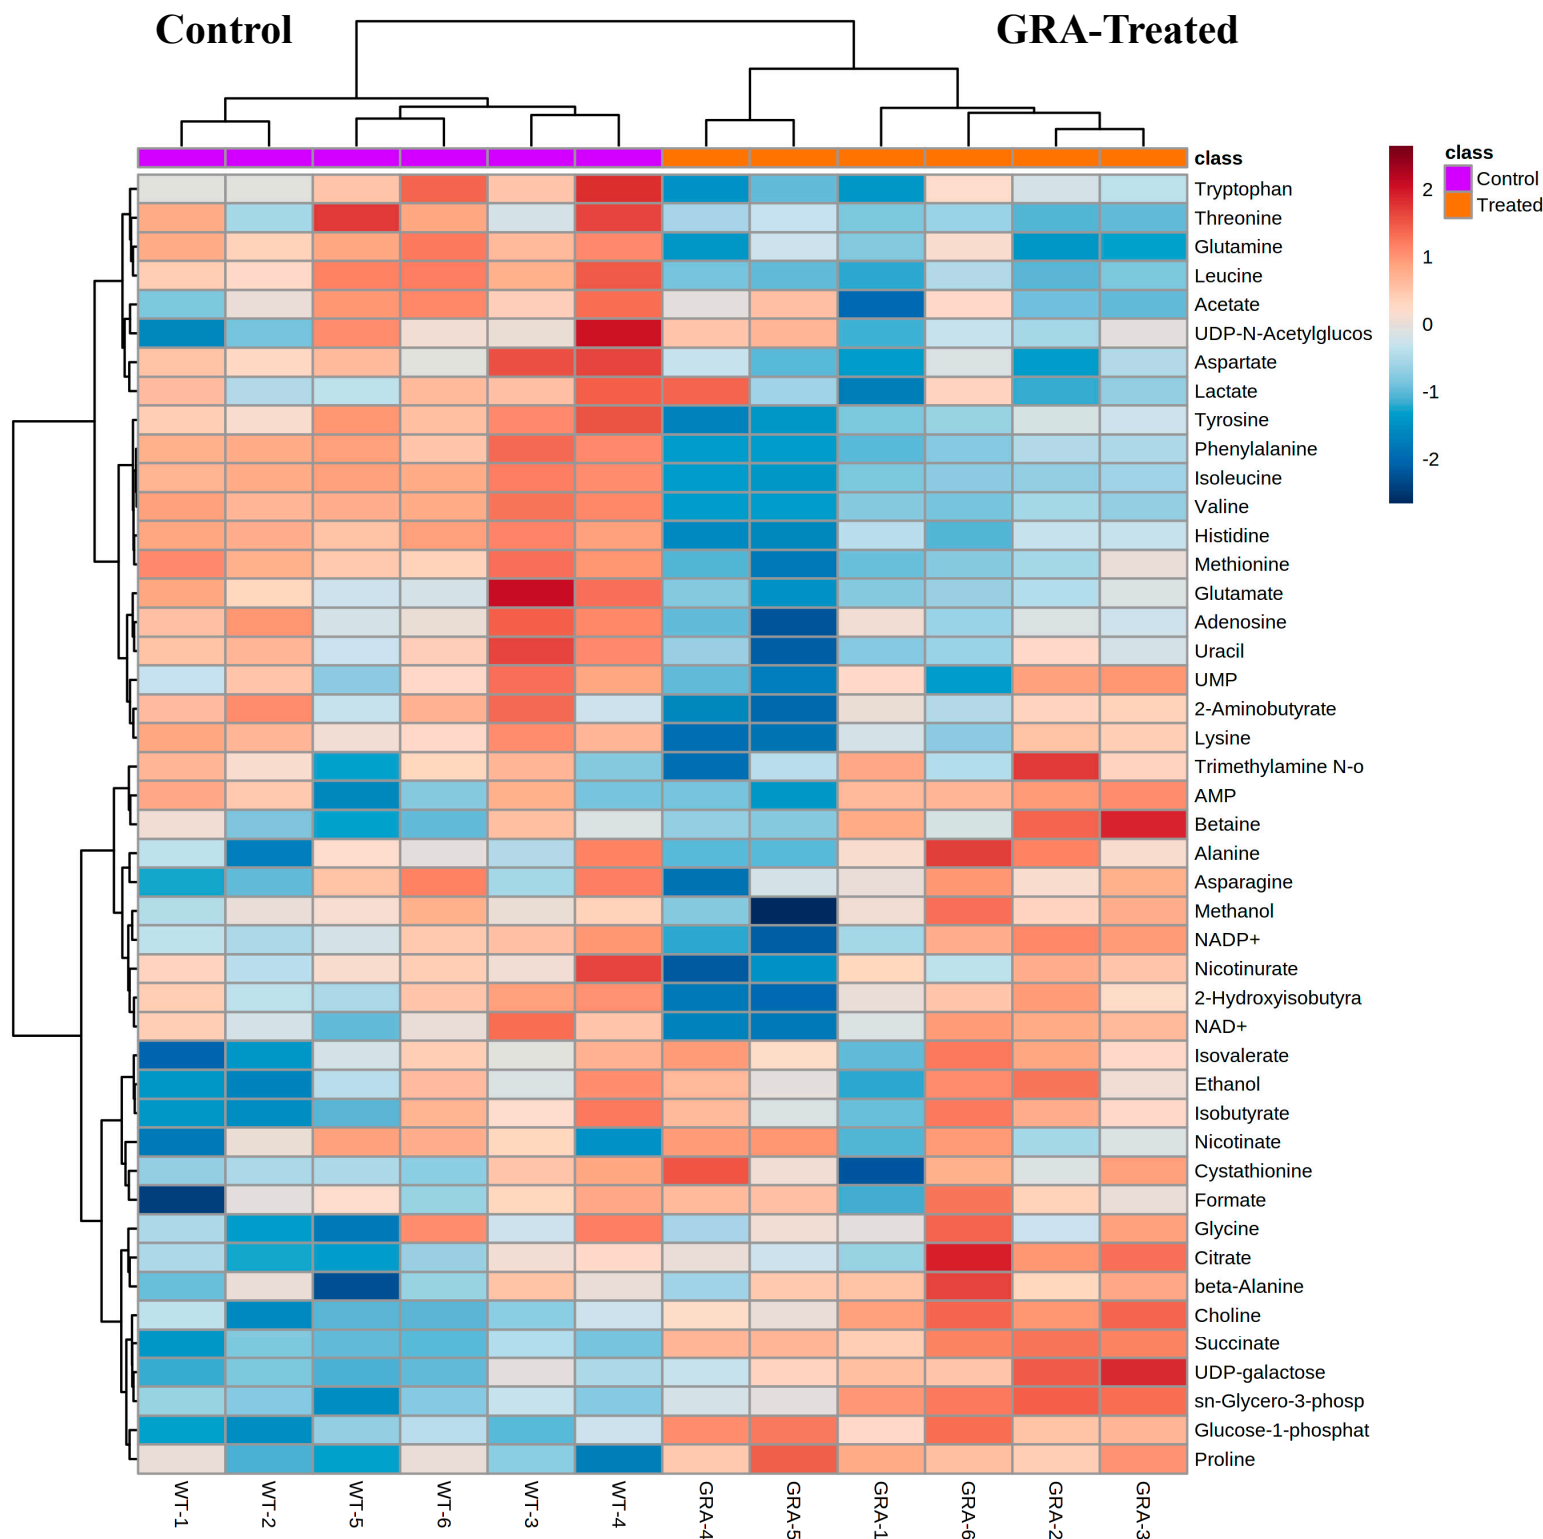 Control
GRA-Treated
class
Tryptophan
Threonine
Glutamine
Leucine
Acetate
UDP-N-Acetylglucos
Aspartate
Lactate
Tyrosine
Phenylalanine
Isoleucine
Valine
Histidine
Methionine
Glutamate
Adenosine
Uracil
UMP
2-Aminobutyrate
Lysine
Trimethylamine N-o
AMP
Betaine
Alanine
Asparagine
Methanol
NADP+
Nicotinurate
2-Hydroxyisobutyra
NAD+
Isovalerate
Ethanol
Isobutyrate
Nicotinate
Cystathionine
Formate
Glycine
Citrate
beta-Alanine
Choline
Succinate
UDP-galactose
sn-Glycero-3-phosp
Glucose-1-phosphat
Proline
2
1
0
-1
-2
class
Control
Treated
WT-1
WT-2
WT-5
WT-6
WT-3
WT-4
GRA-4
GRA-5
GRA-1
GRA-6
GRA-2
GRA-3